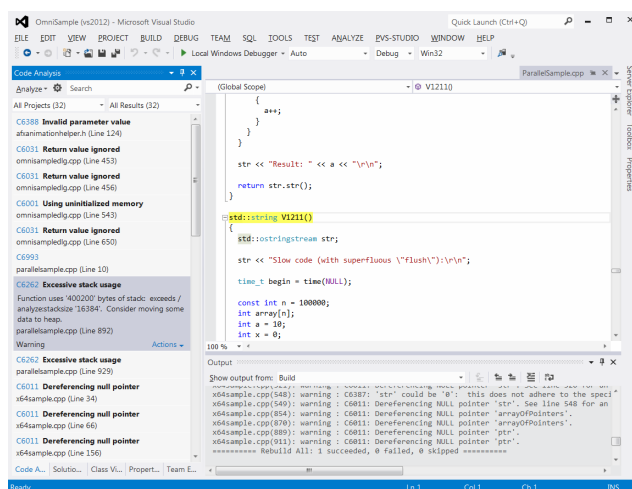 OmniSample (vs2012) - Microsoft Visual Studio
Quick Launch (Ctrl+Q)
FILE EDIT VIEW PROJECT BUILD DEBUG TEAM SQL TOOLS TEST ANALYZE PVS-STUDIO WINDOW HELP
Local Windows Debugger Auto Debug Win32
Code Analysis
Analyze Search
All Projects (32) All Results (32)
C6388 Invalid parameter value
afxanimationhelper.h (Line 124)
C6031 Return value ignored
omnisampledlg.cpp (Line 453)
C6031 Return value ignored
omnisampledlg.cpp (Line 456)
C6001 Using uninitialized memory
omnisampledlg.cpp (Line 543)
C6031 Return value ignored
omnisampledlg.cpp (Line 650)
C6993
parallelsample.cpp (Line 10)
C6262 Excessive stack usage
Function uses '400200' bytes of stack: exceeds /
analyze:stacksize '16384'. Consider moving some
data to heap.
parallelsample.cpp (Line 892)
Warning Actions
C6262 Excessive stack usage
parallelsample.cpp (Line 929)
C6011 Dereferencing null pointer
x64sample.cpp (Line 34)
C6011 Dereferencing null pointer
x64sample.cpp (Line 66)
C6011 Dereferencing null pointer
x64sample.cpp (Line 156)
Code A... Solutio... Class Vi... Propert... Team E...
ParallelSample.cpp
(Global Scope) V1211()
{
a++;
}
}
}
str << "Result: " << a << "\r\n";
return str.str();
}
std::string V1211()
{
std::ostringstream str;
str << "Slow code (with superfluous \"flush\"):\r\n";
time_t begin = time(NULL);
const int n = 100000;
int array[n];
int a = 10;
int x = 0;
100 %
Output
Show output from: Build
x64sample.cpp(521): warning : C6011: Dereferencing NULL pointer 'str'. See line 520 for an
x64sample.cpp(548): warning : C6387: 'str' could be '0': this does not adhere to the speci
x64sample.cpp(549): warning : C6011: Dereferencing NULL pointer 'str'. See line 548 for an
x64sample.cpp(854): warning : C6011: Dereferencing NULL pointer 'arrayOfPointers'.
x64sample.cpp(870): warning : C6011: Dereferencing NULL pointer 'arrayOfPointers'.
x64sample.cpp(889): warning : C6011: Dereferencing NULL pointer 'ptr'.
x64sample.cpp(911): warning : C6011: Dereferencing NULL pointer 'ptr'.
========== Rebuild All: 1 succeeded, 0 failed, 0 skipped ==========
Server Explorer
Toolbox
Properties
Ready Ln 1 Col 1 Ch 1 INS